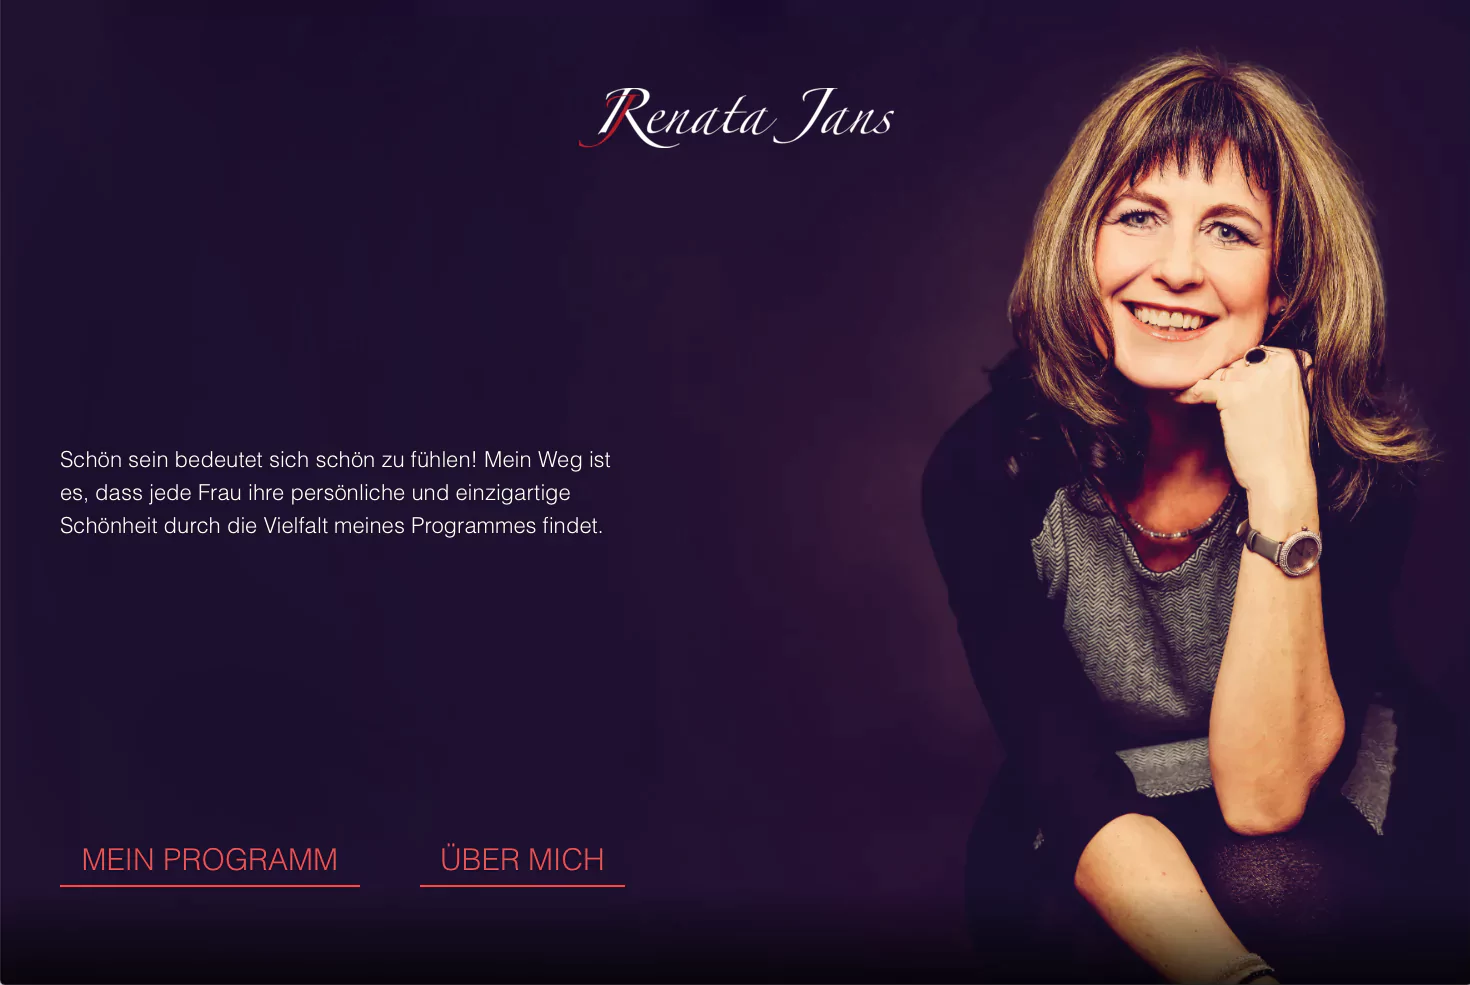 Renata Jans
Schön sein bedeutet sich schön zu fühlen! Mein Weg ist
es, dass jede Frau ihre persönliche und einzigartige
Schönheit durch die Vielfalt meines Programmes findet.
MEIN PROGRAMM
ÜBER MICH